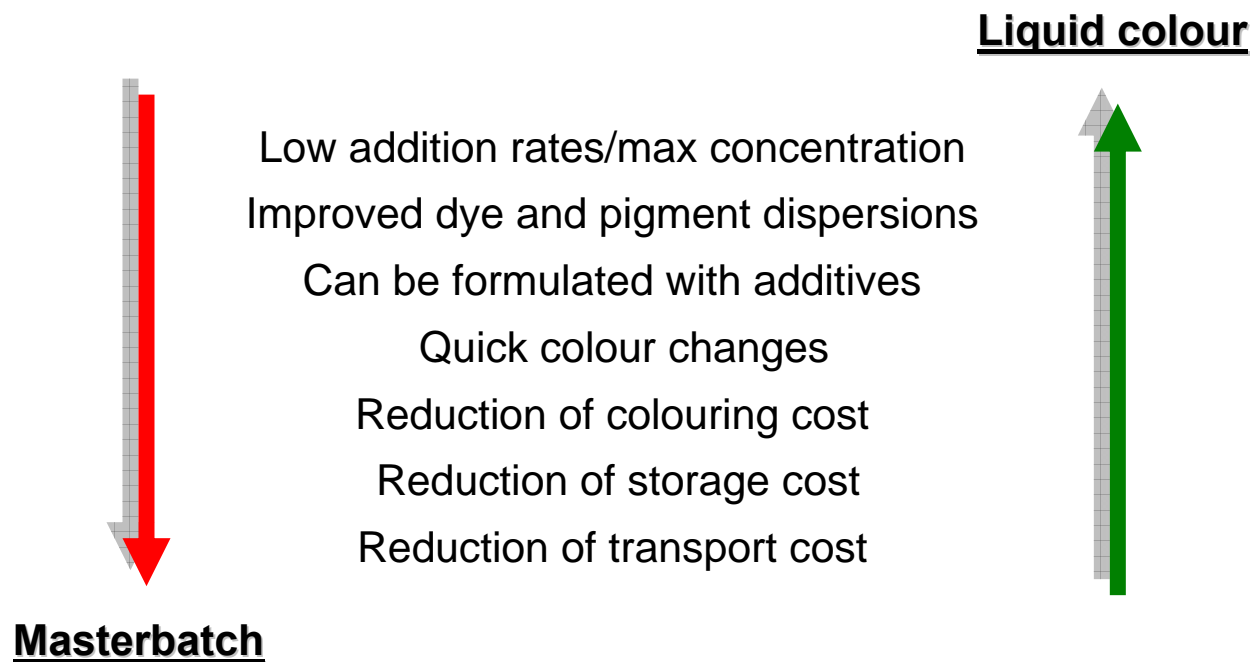 Liquid colour
Low addition rates/max concentration
Improved dye and pigment dispersions
Can be formulated with additives
Quick colour changes
Reduction of colouring cost
Reduction of storage cost
Reduction of transport cost
Masterbatch